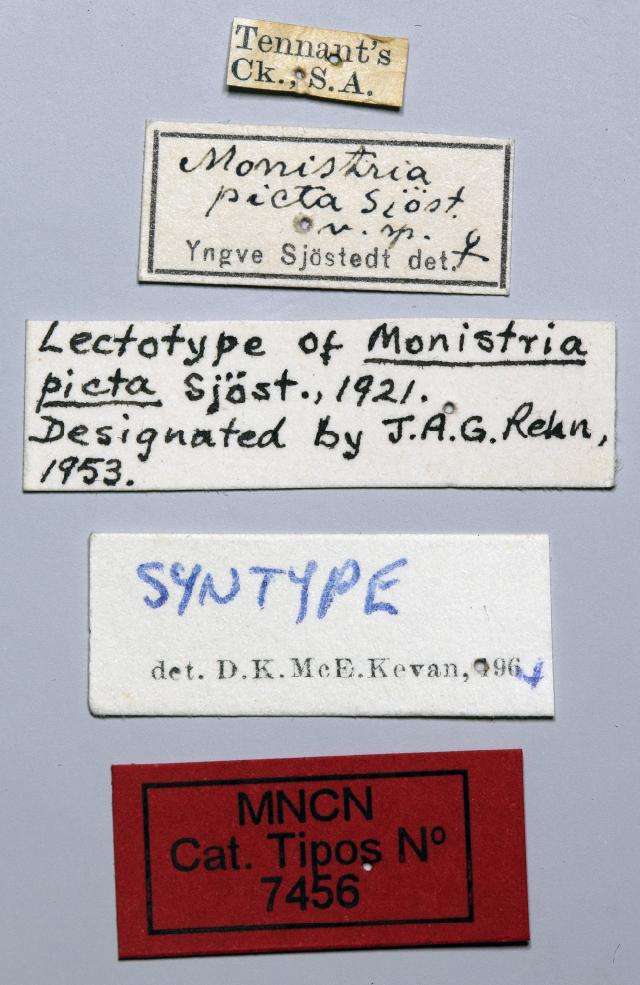 Tennant's
Ck., S.A.
Monistria
picta Sjöst.
n. sp. ♀
Yngve Sjöstedt det.
Lectotype of Monistria
picta Sjöst., 1921.
Designated by J.A.G. Rehn,
1953.
SYNTYPE
det. D.K.McE.Kevan, 1964
MNCN
Cat. Tipos Nº
7456